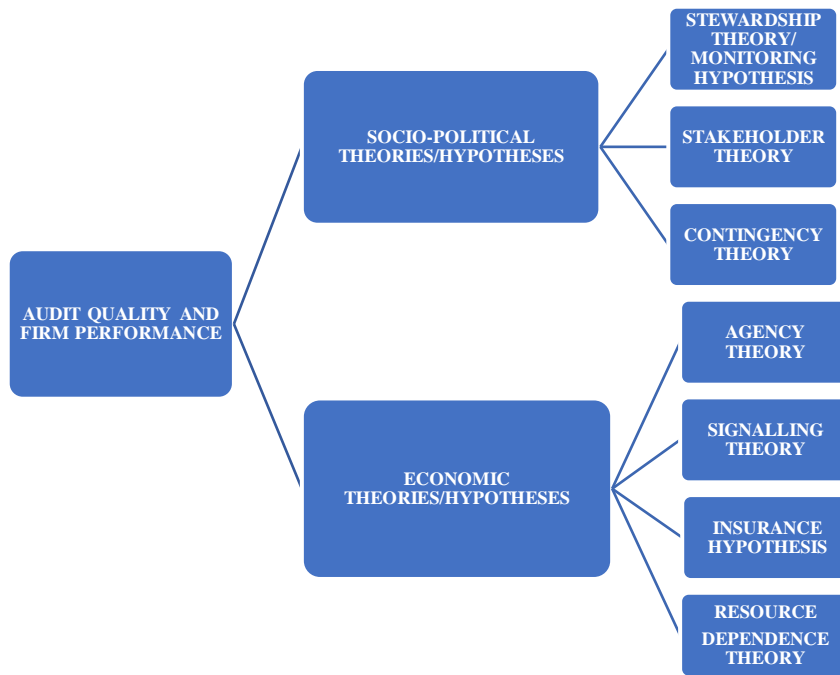 AUDIT QUALITY AND
FIRM PERFORMANCE
SOCIO-POLITICAL
THEORIES/HYPOTHESES
STEWARDSHIP
THEORY/
MONITORING
HYPOTHESIS
STAKEHOLDER
THEORY
CONTINGENCY
THEORY
ECONOMIC
THEORIES/HYPOTHESES
AGENCY
THEORY
SIGNALLING
THEORY
INSURANCE
HYPOTHESIS
RESOURCE
DEPENDENCE
THEORY